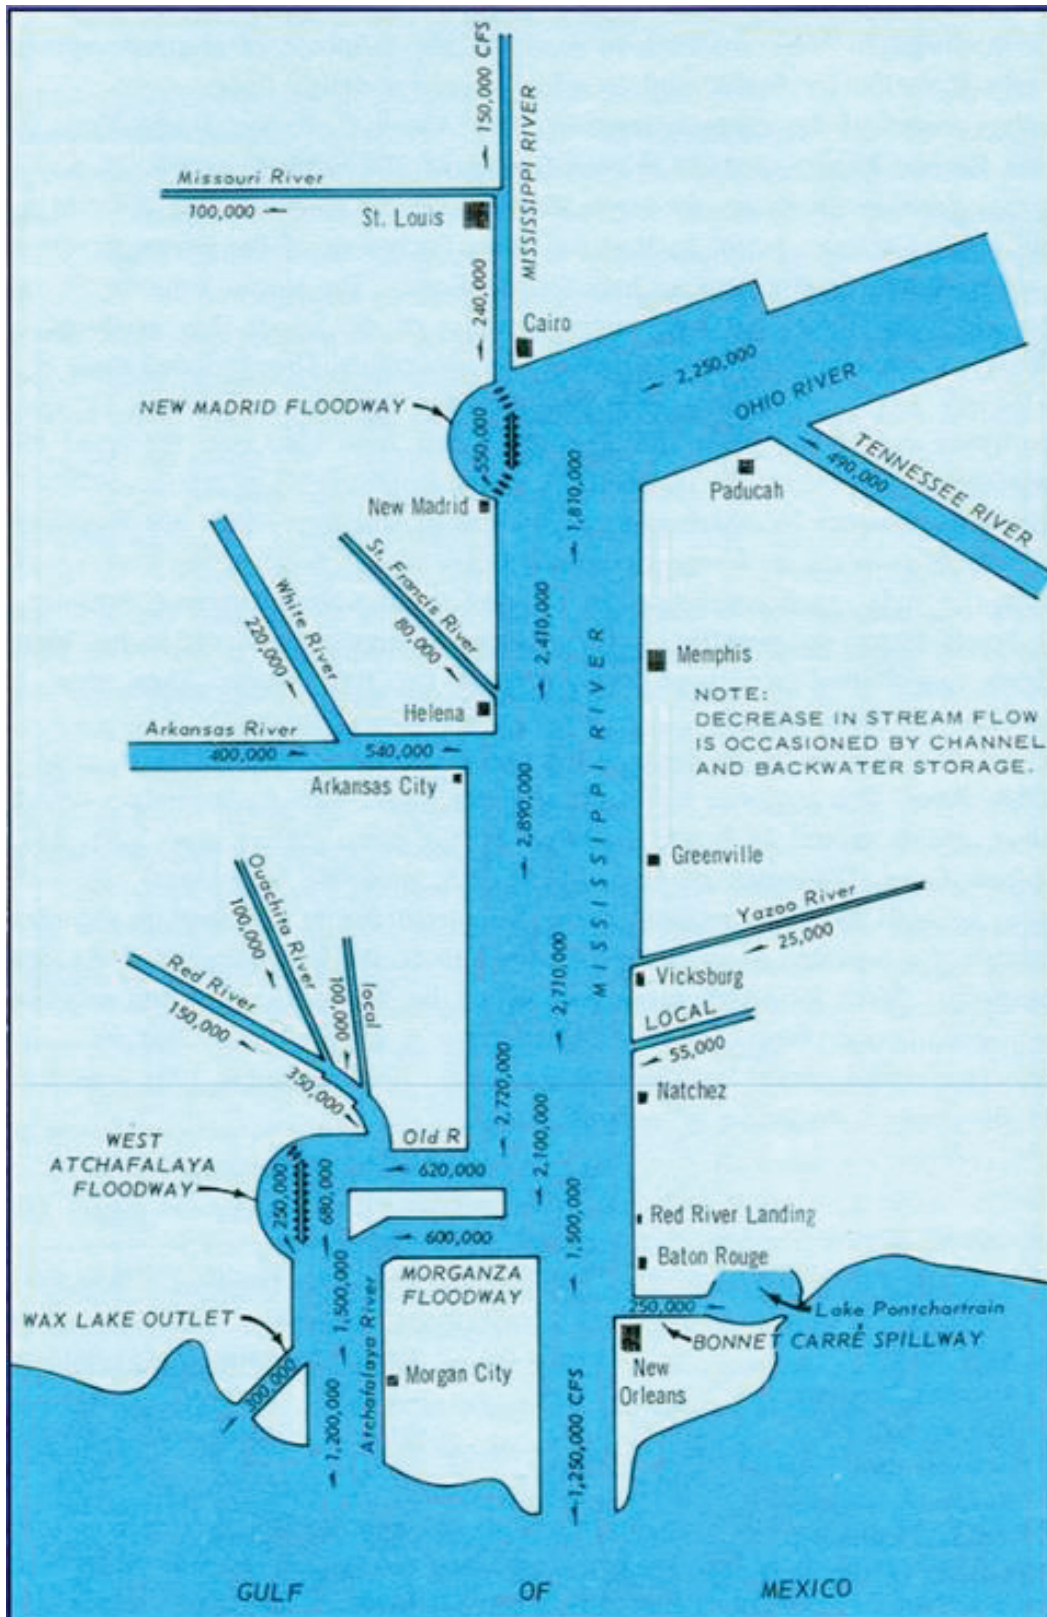 150,000 CFS
MISSISSIPPI RIVER
Missouri River
100,000
St. Louis
240,000
Cairo
2,250,000
OHIO RIVER
NEW MADRID FLOODWAY
550,000
TENNESSEE RIVER
490,000
Paducah
New Madrid
1,810,000
St. Francis River
80,000
White River
220,000
2,410,000
Memphis
NOTE:
DECREASE IN STREAM FLOW
IS OCCASIONED BY CHANNEL
AND BACKWATER STORAGE.
Helena
Arkansas River
400,000
540,000
Arkansas City
MISSISSIPPI RIVER
2,890,000
Greenville
Yazoo River
25,000
Ouachita River
100,000
local
100,000
Red River
150,000
350,000
2,710,000
Vicksburg
LOCAL
55,000
Natchez
2,720,000
2,100,000
Old R
620,000
WEST
ATCHAFALAYA
FLOODWAY
250,000
680,000
Red River Landing
1,500,000
600,000
Baton Rouge
MORGANZA
FLOODWAY
250,000
Lake Pontchartrain
BONNET CARRÉ SPILLWAY
WAX LAKE OUTLET
1,500,000
Atchafalaya River
300,000
Morgan City
New
Orleans
1,200,000
1,250,000 CFS
GULF OF MEXICO